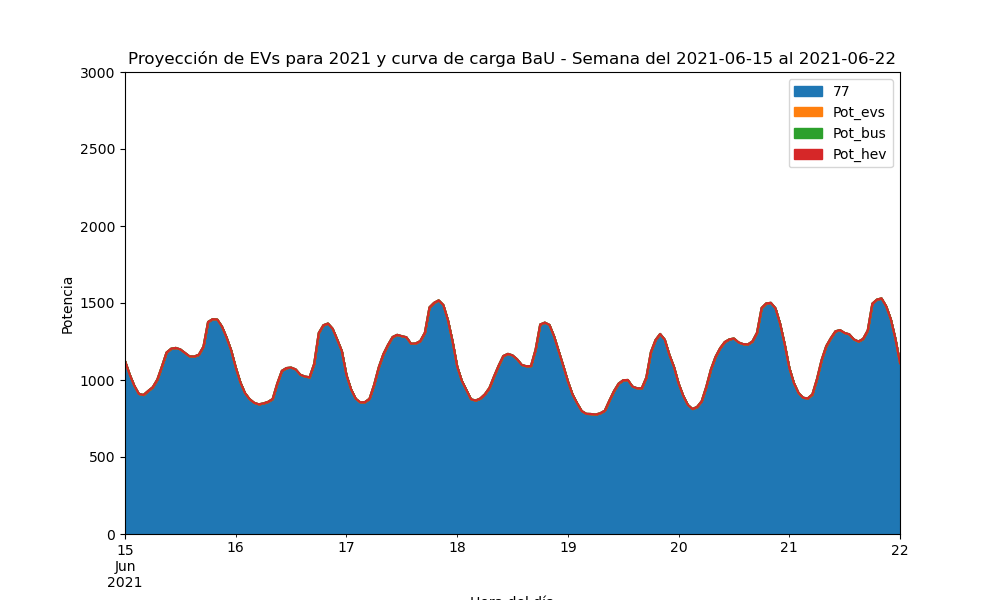 Proyección de EVs para 2021 y curva de carga BaU - Semana del 2021-06-15 al 2021-06-22
3000
2500
2000
1500
1000
500
0
Potencia
77
Pot_evs
Pot_bus
Pot_hev
15 16 17 18 19 20 21 22
Jun
2021
Hora del día